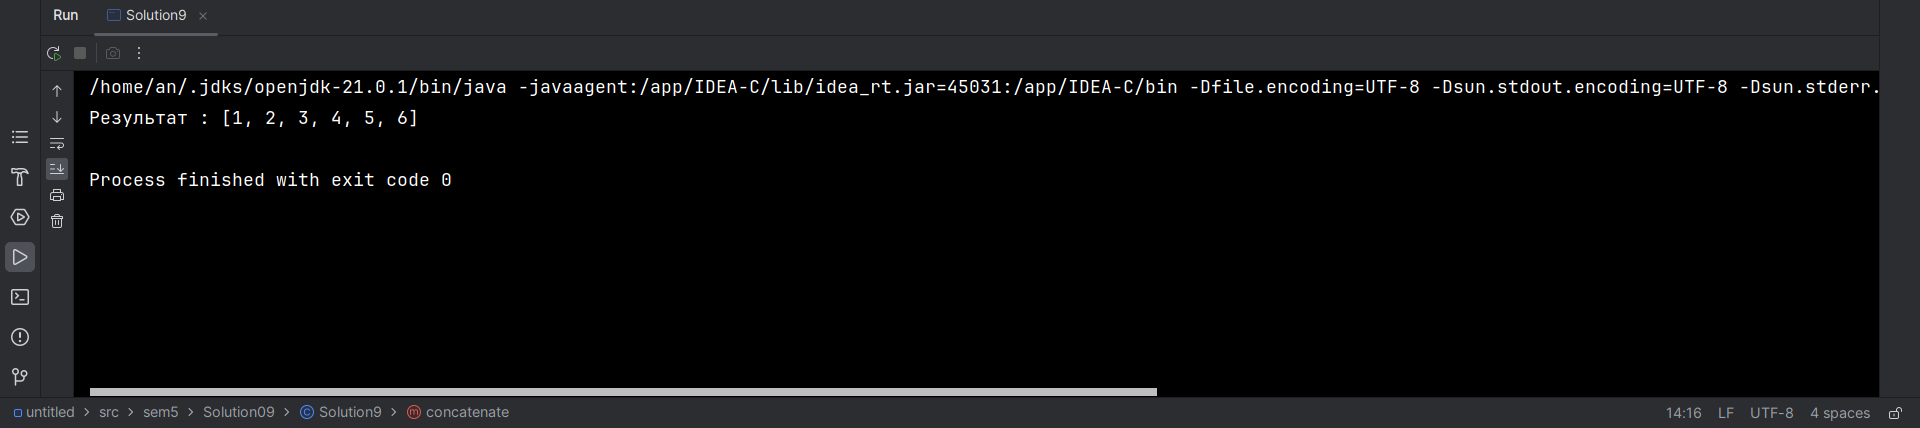 Run Solution9
/home/an/.jdks/openjdk-21.0.1/bin/java -javaagent:/app/IDEA-C/lib/idea_rt.jar=45031:/app/IDEA-C/bin -Dfile.encoding=UTF-8 -Dsun.stdout.encoding=UTF-8 -Dsun.stderr.
Результат : [1, 2, 3, 4, 5, 6]
Process finished with exit code 0
untitled > src > sem5 > Solution09 > Solution9 > concatenate 14:16 LF UTF-8 4 spaces